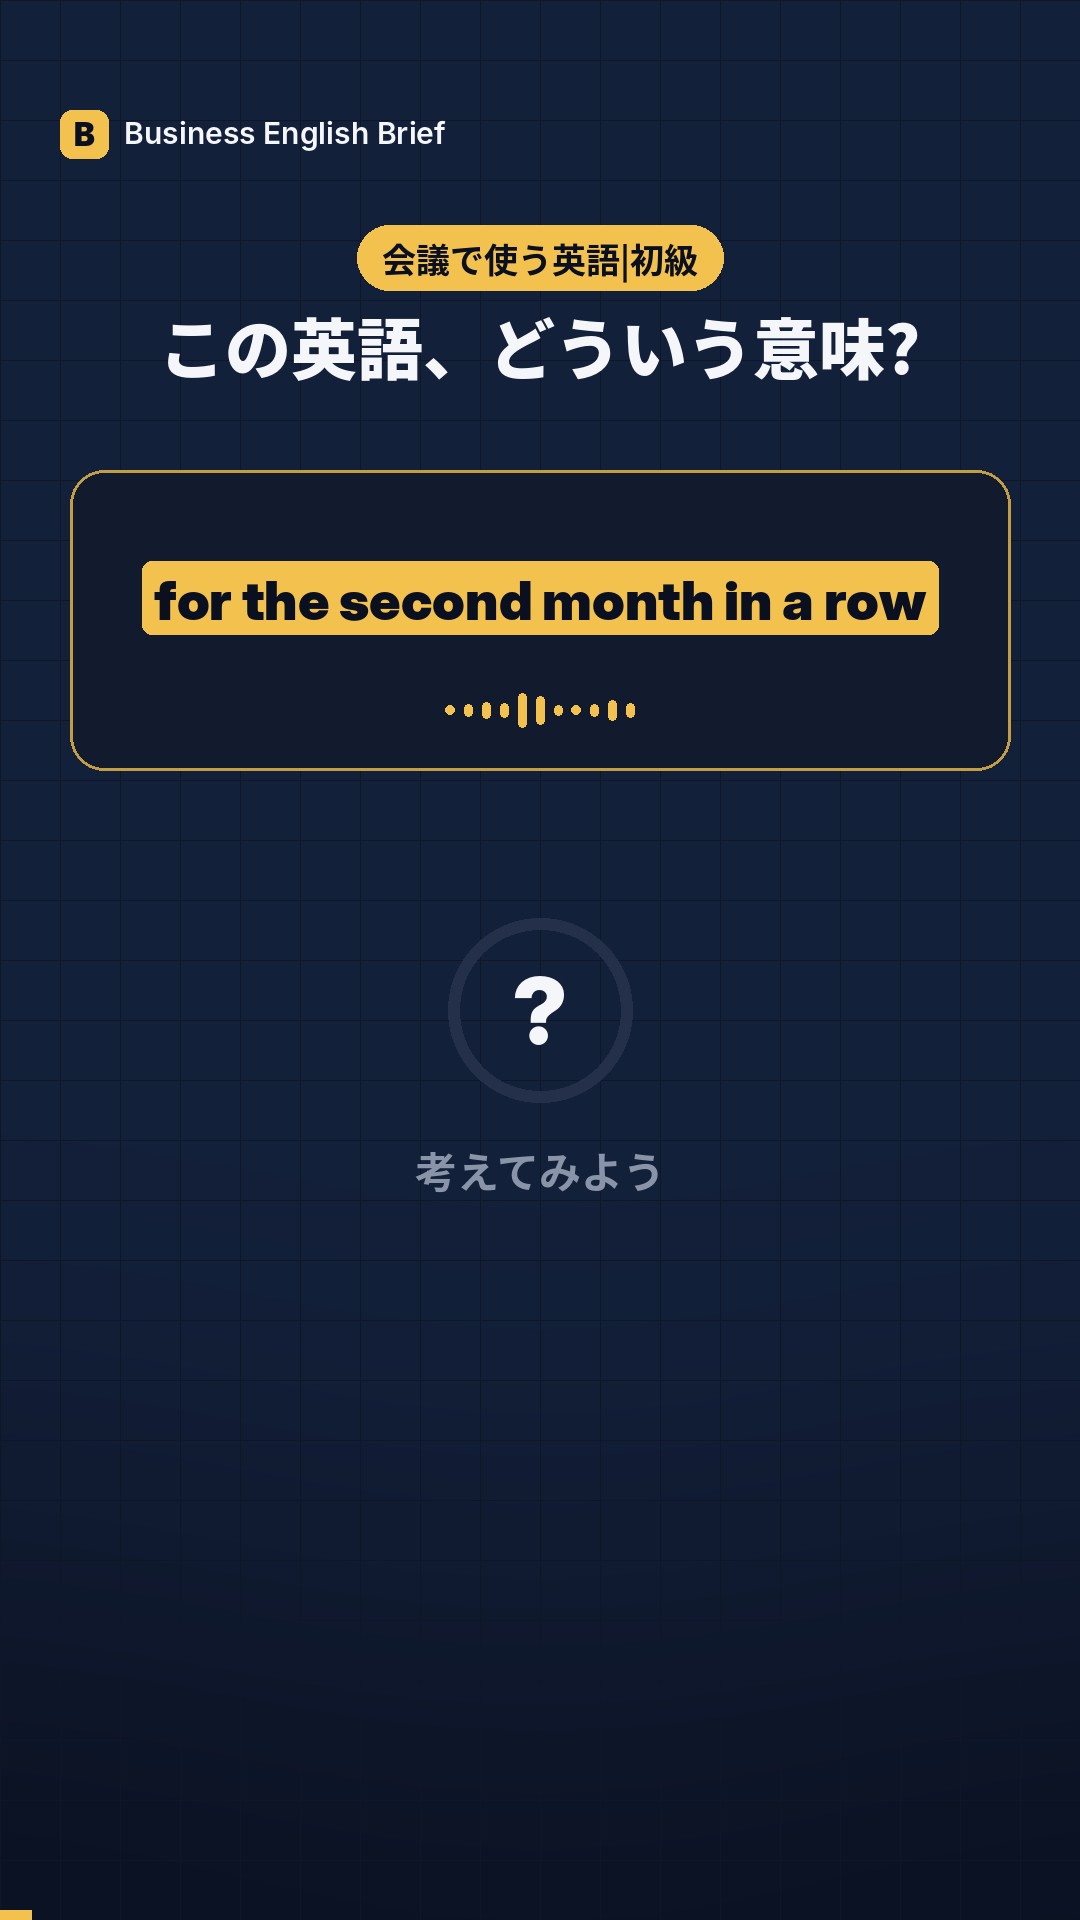 B Business English Brief
会議で使う英語|初級
この英語、どういう意味?
for the second month in a row
?
考えてみよう